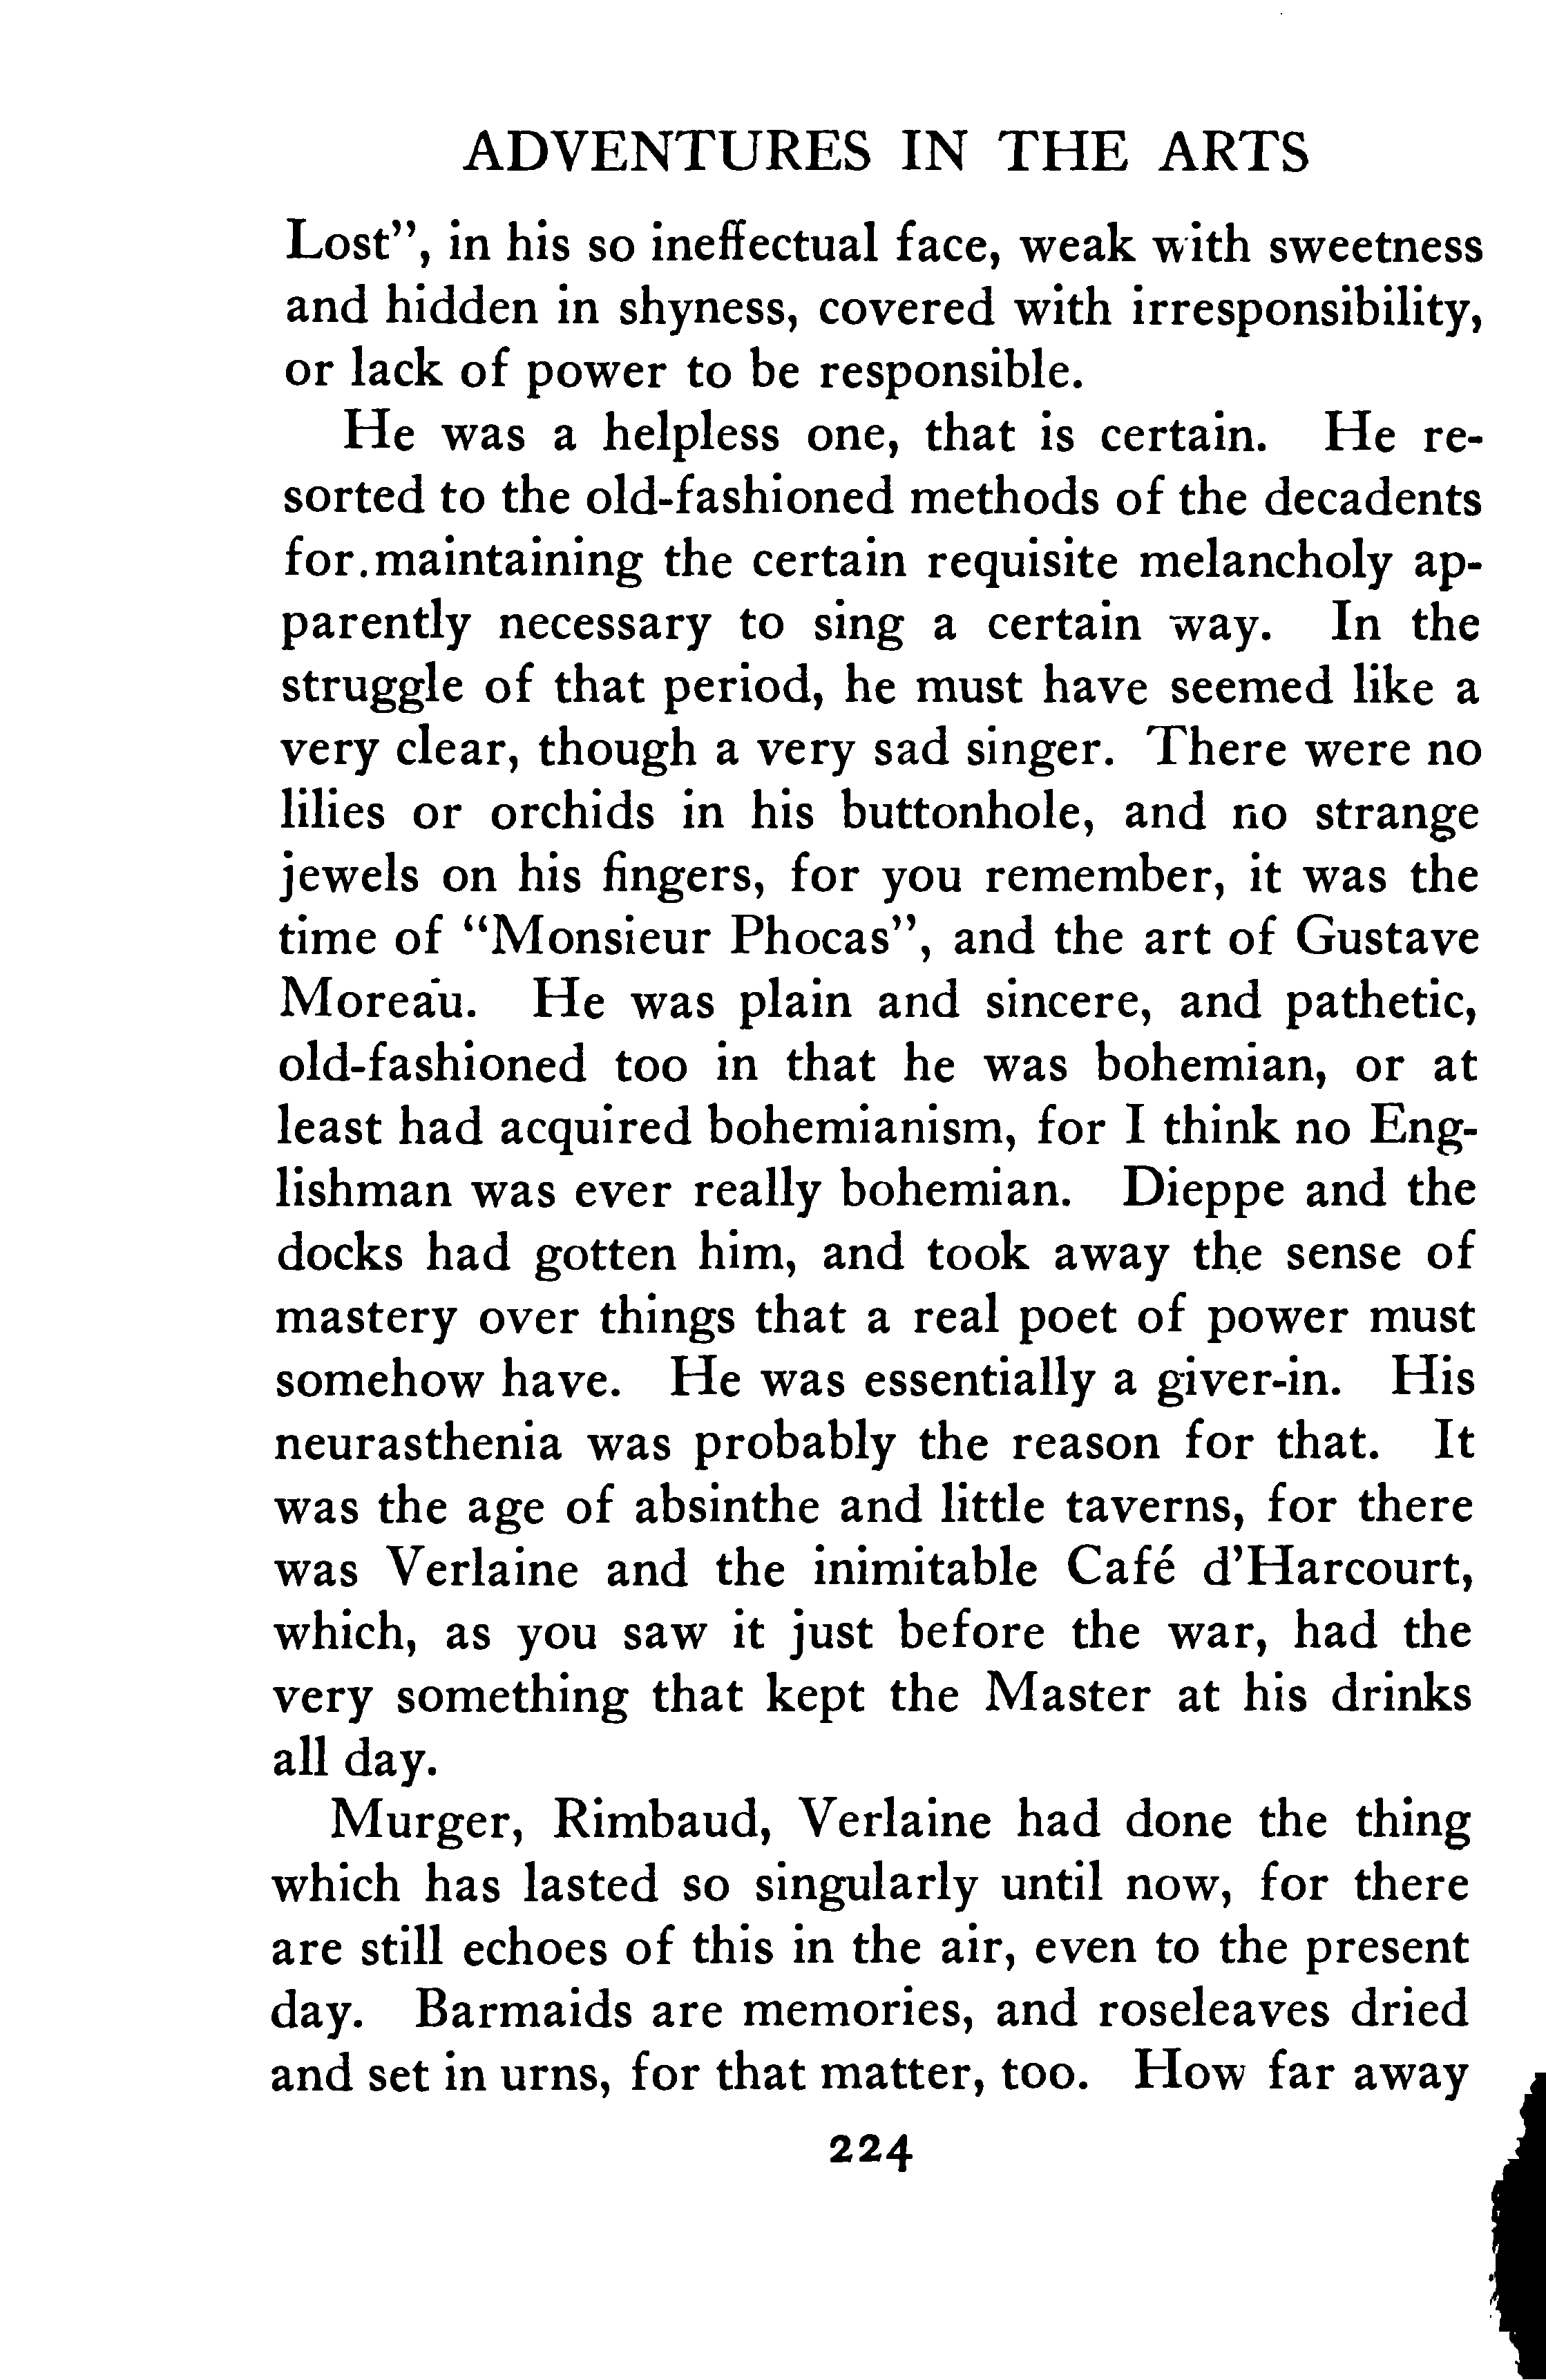 ADVENTURES IN THE ARTS
Lost”, in his so ineffectual face, weak with sweetness
and hidden in shyness, covered with irresponsibility,
or lack of power to be responsible.
He was a helpless one, that is certain. He re-
sorted to the old-fashioned methods of the decadents
for.maintaining the certain requisite melancholy ap-
parently necessary to sing a certain way. In the
struggle of that period, he must have seemed like a
very clear, though a very sad singer. There were no
lilies or orchids in his buttonhole, and no strange
jewels on his fingers, for you remember, it was the
time of “Monsieur Phocas”, and the art of Gustave
Moreau. He was plain and sincere, and pathetic,
old-fashioned too in that he was bohemian, or at
least had acquired bohemianism, for I think no Eng-
lishman was ever really bohemian. Dieppe and the
docks had gotten him, and took away the sense of
mastery over things that a real poet of power must
somehow have. He was essentially a giver-in. His
neurasthenia was probably the reason for that. It
was the age of absinthe and little taverns, for there
was Verlaine and the inimitable Café d’Harcourt,
which, as you saw it just before the war, had the
very something that kept the Master at his drinks
all day.
Murger, Rimbaud, Verlaine had done the thing
which has lasted so singularly until now, for there
are still echoes of this in the air, even to the present
day. Barmaids are memories, and roseleaves dried
and set in urns, for that matter, too. How far away
224